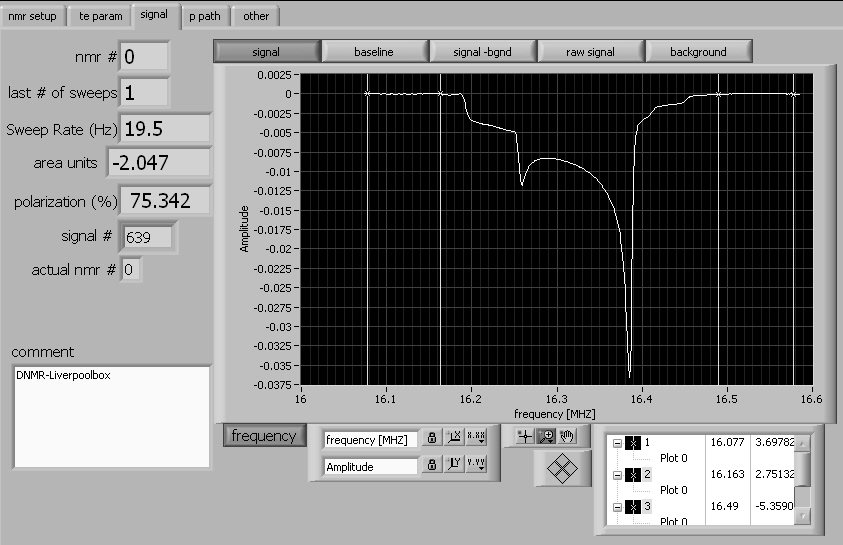 nmr setup te param signal p path other
signal baseline signal -bgnd raw signal background
nmr # 0
last # of sweeps 1
Sweep Rate (Hz) 19.5
area units -2.047
polarization (%) 75.342
signal # 639
actual nmr # 0
comment
DNMR-Liverpoolbox
Amplitude
0.0025
0
-0.0025
-0.005
-0.0075
-0.01
-0.0125
-0.015
-0.0175
-0.02
-0.0225
-0.025
-0.0275
-0.03
-0.0325
-0.035
-0.0375
16 16.1 16.2 16.3 16.4 16.5 16.6
frequency [MHZ]
frequency
frequency [MHZ] X X.XX
Amplitude Y Y.YY
1 16.077 3.69782
Plot 0
2 16.163 2.75132
Plot 0
3 16.49 -5.3590
Plot 0